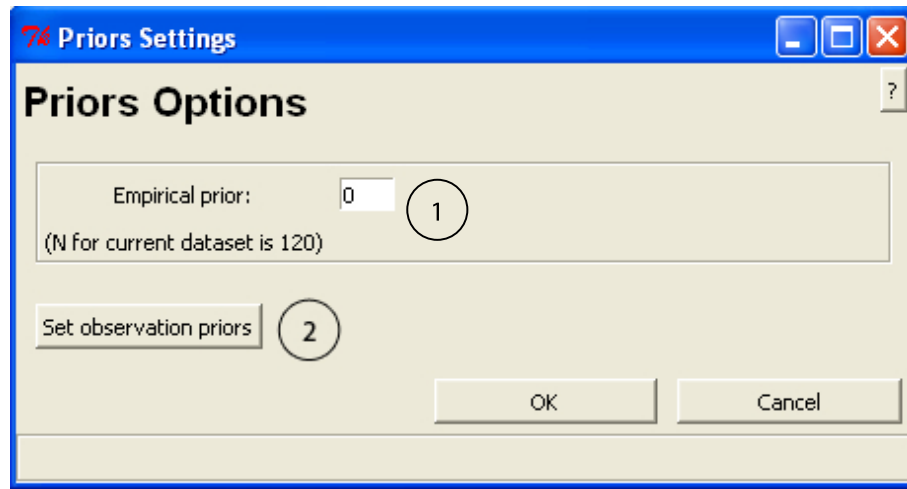 Priors Settings
Priors Options
?
Empirical prior: 0
1
(N for current dataset is 120)
Set observation priors
2
OK Cancel